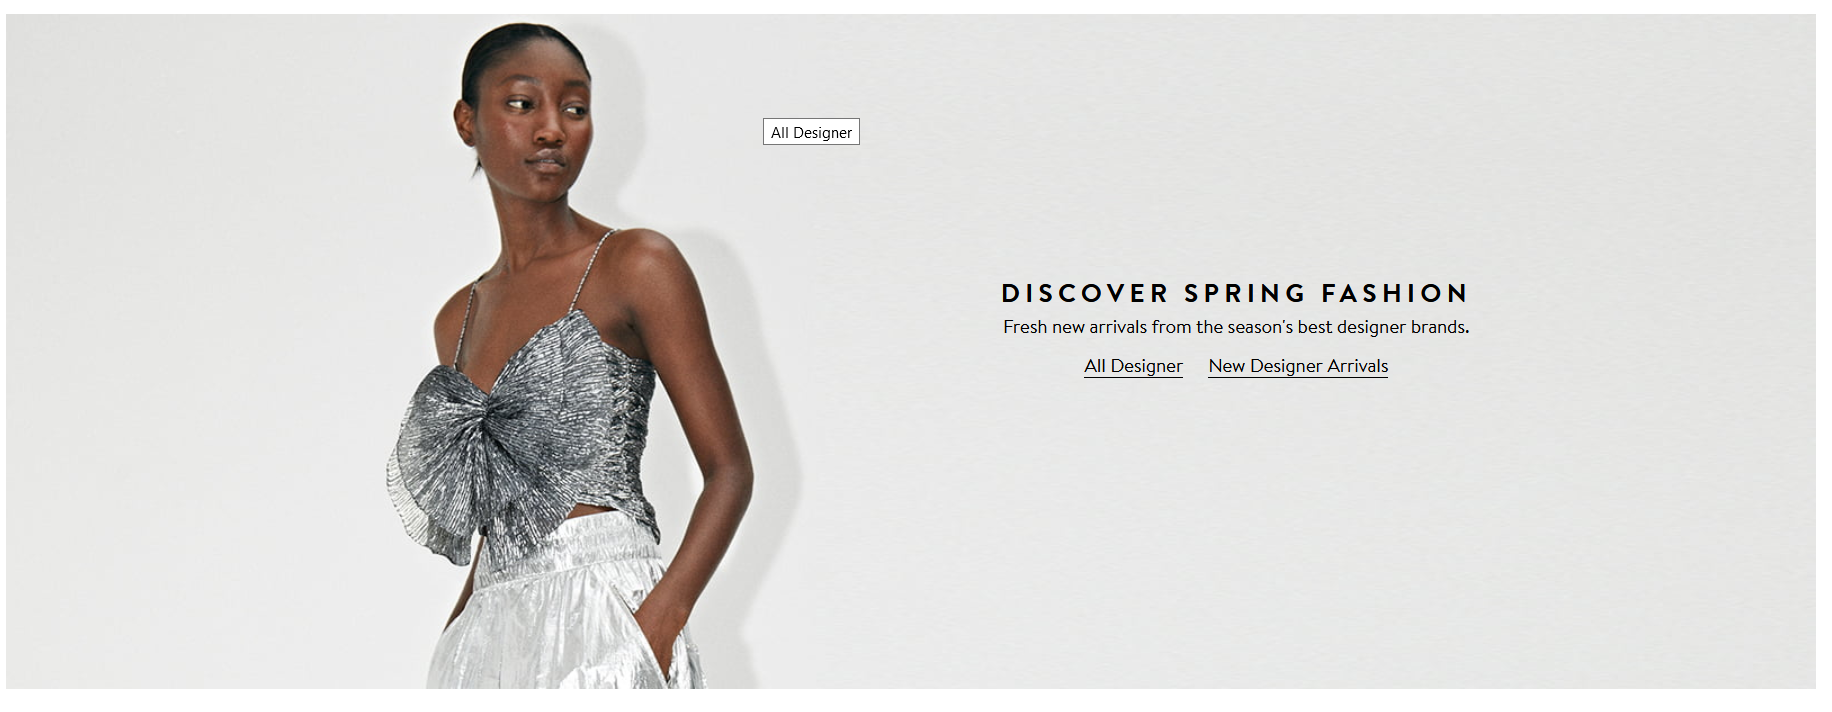 All Designer
DISCOVER SPRING FASHION
Fresh new arrivals from the season's best designer brands.
All Designer New Designer Arrivals